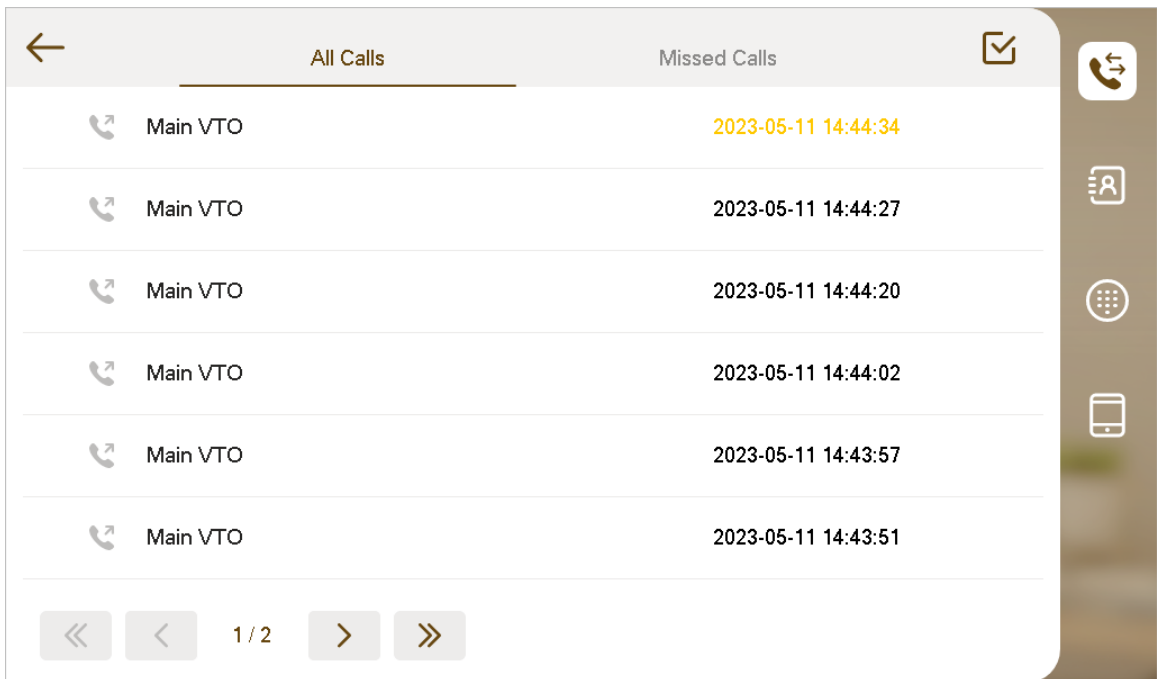 All Calls Missed Calls
Main VTO 2023-05-11 14:44:34
Main VTO 2023-05-11 14:44:27
Main VTO 2023-05-11 14:44:20
Main VTO 2023-05-11 14:44:02
Main VTO 2023-05-11 14:43:57
Main VTO 2023-05-11 14:43:51
1 / 2